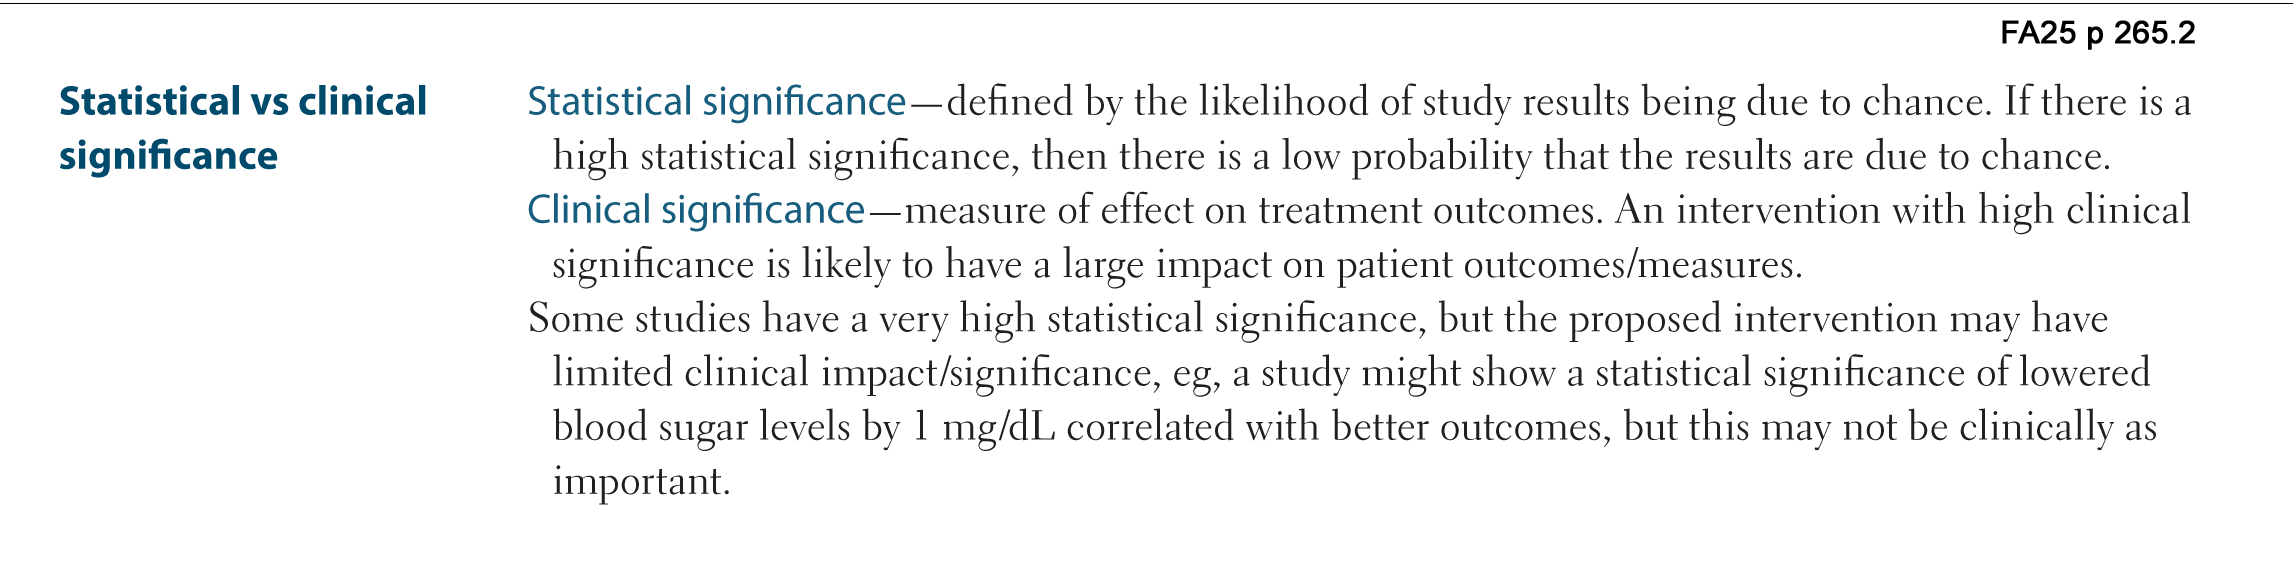 FA25 p 265.2
Statistical vs clinical
significance
Statistical significance—defined by the likelihood of study results being due to chance. If there is a
high statistical significance, then there is a low probability that the results are due to chance.
Clinical significance—measure of effect on treatment outcomes. An intervention with high clinical
significance is likely to have a large impact on patient outcomes/measures.
Some studies have a very high statistical significance, but the proposed intervention may have
limited clinical impact/significance, eg, a study might show a statistical significance of lowered
blood sugar levels by 1 mg/dL correlated with better outcomes, but this may not be clinically as
important.